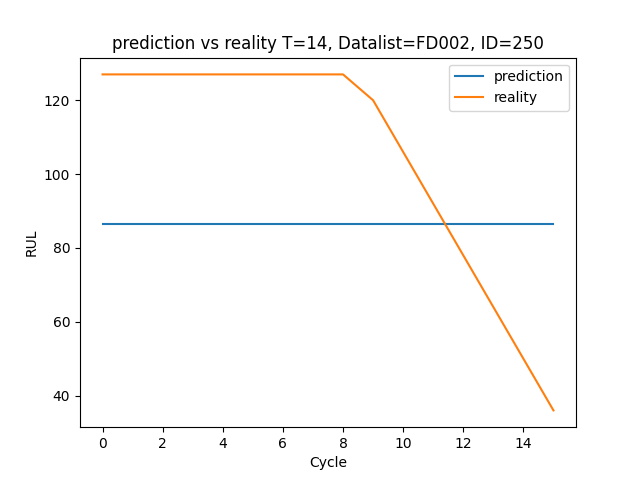 prediction vs reality T=14, Datalist=FD002, ID=250
prediction
reality
RUL
120
100
80
60
40
0 2 4 6 8 10 12 14
Cycle